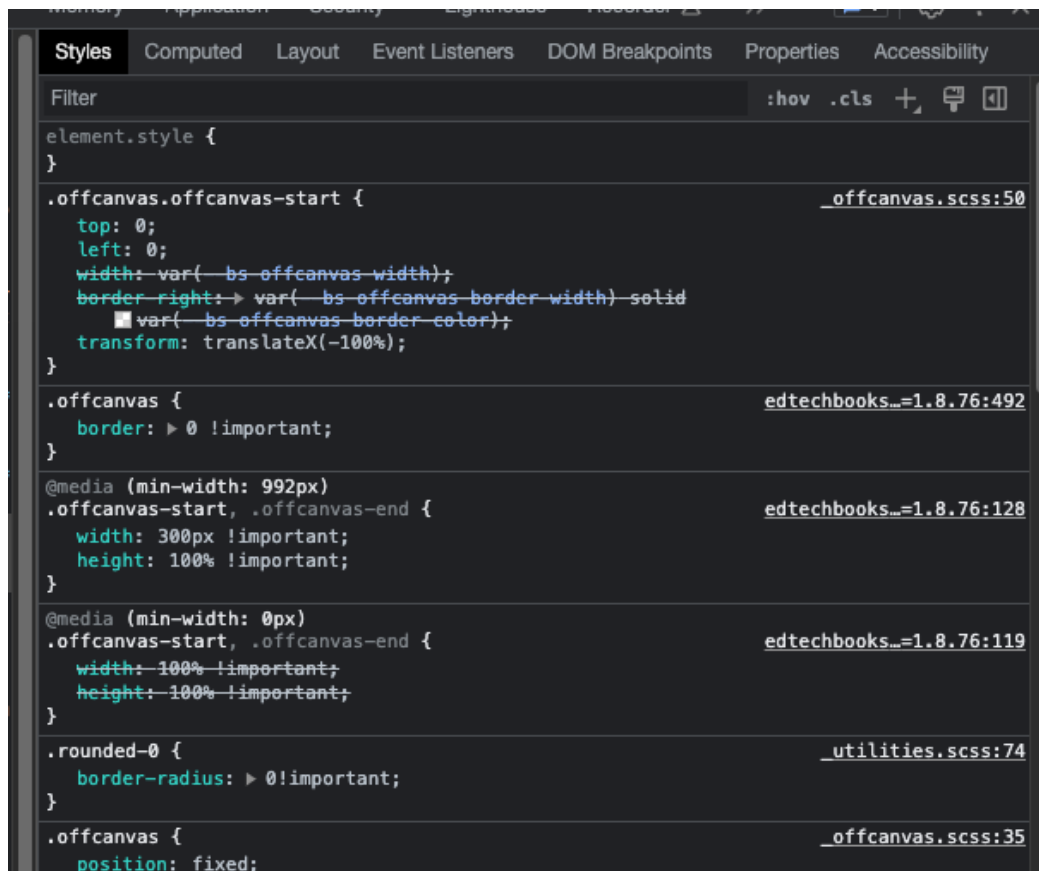 Memory Application Security Lighthouse Recorder
Styles Computed Layout Event Listeners DOM Breakpoints Properties Accessibility
Filter :hov .cls
element.style {
}
.offcanvas.offcanvas-start { _offcanvas.scss:50
top: 0;
left: 0;
width: var(--bs-offcanvas-width);
border-right: ▶ var(--bs-offcanvas-border-width) solid
var(--bs-offcanvas-border-color);
transform: translateX(-100%);
}
.offcanvas { edtechbooks…=1.8.76:492
border: ▶ 0 !important;
}
@media (min-width: 992px)
.offcanvas-start, .offcanvas-end { edtechbooks…=1.8.76:128
width: 300px !important;
height: 100% !important;
}
@media (min-width: 0px)
.offcanvas-start, .offcanvas-end { edtechbooks…=1.8.76:119
width: 100% !important;
height: 100% !important;
}
.rounded-0 { _utilities.scss:74
border-radius: ▶ 0!important;
}
.offcanvas { _offcanvas.scss:35
position: fixed;